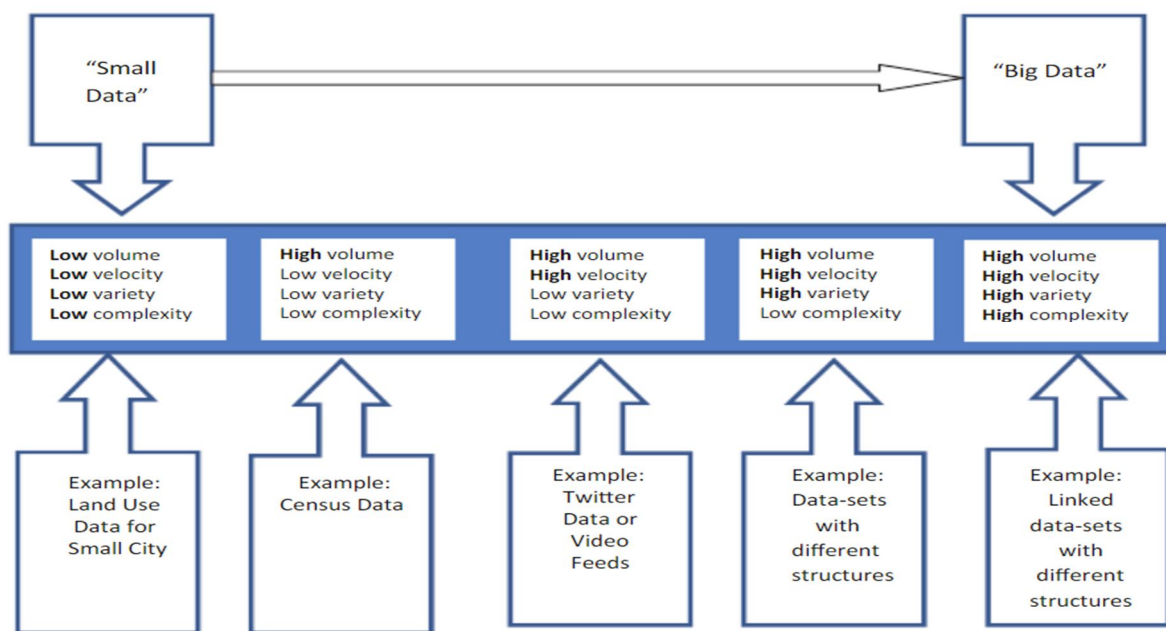 “Small
Data”
“Big Data”
Low volume
Low velocity
Low variety
Low complexity
High volume
Low velocity
Low variety
Low complexity
High volume
High velocity
Low variety
Low complexity
High volume
High velocity
High variety
Low complexity
High volume
High velocity
High variety
High complexity
Example:
Land Use
Data for
Small City
Example:
Census Data
Example:
Twitter
Data or
Video
Feeds
Example:
Data-sets
with
different
structures
Example:
Linked
data-sets
with
different
structures